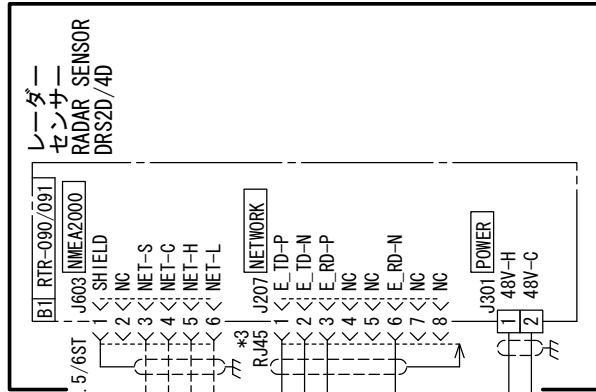 レーダー
センサー
RADAR SENSOR
DRS2D/4D
B1 RTR-090/091
J603 NMEA2000
.5/6ST
1 SHIELD
2 NC
3 NET-S
4 NET-C
5 NET-H
6 NET-L
J207 NETWORK
*3
RJ45
1 E_TD-P
2 E_TD-N
3 E_RD-P
4 NC
5 NC
6 E_RD-N
7 NC
8 NC
J301 POWER
1 48V-H
2 48V-C